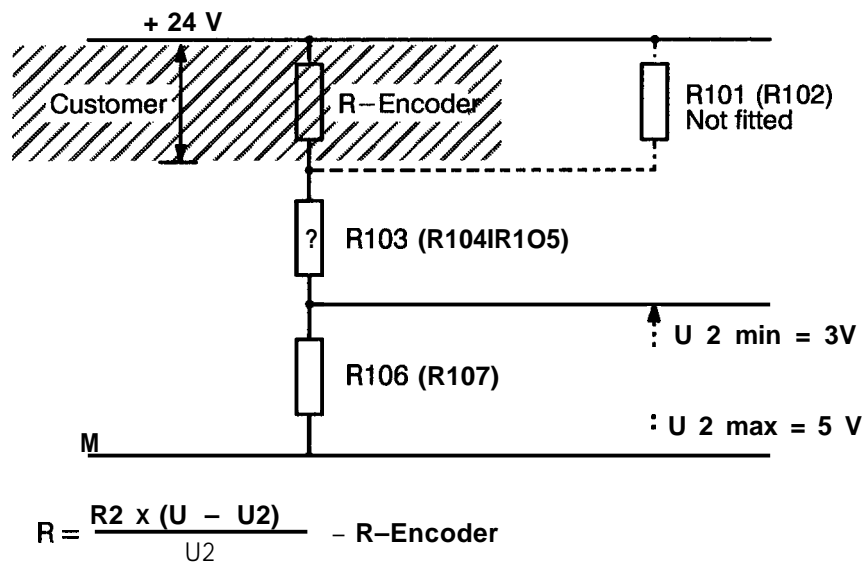 + 24 V
Customer
R–Encoder
R101 (R102)
Not fitted
?
R103 (R104IR1O5)
U 2 min = 3V
R106 (R107)
U 2 max = 5 V
M
R = R2 x (U – U2)
U2
– R–Encoder